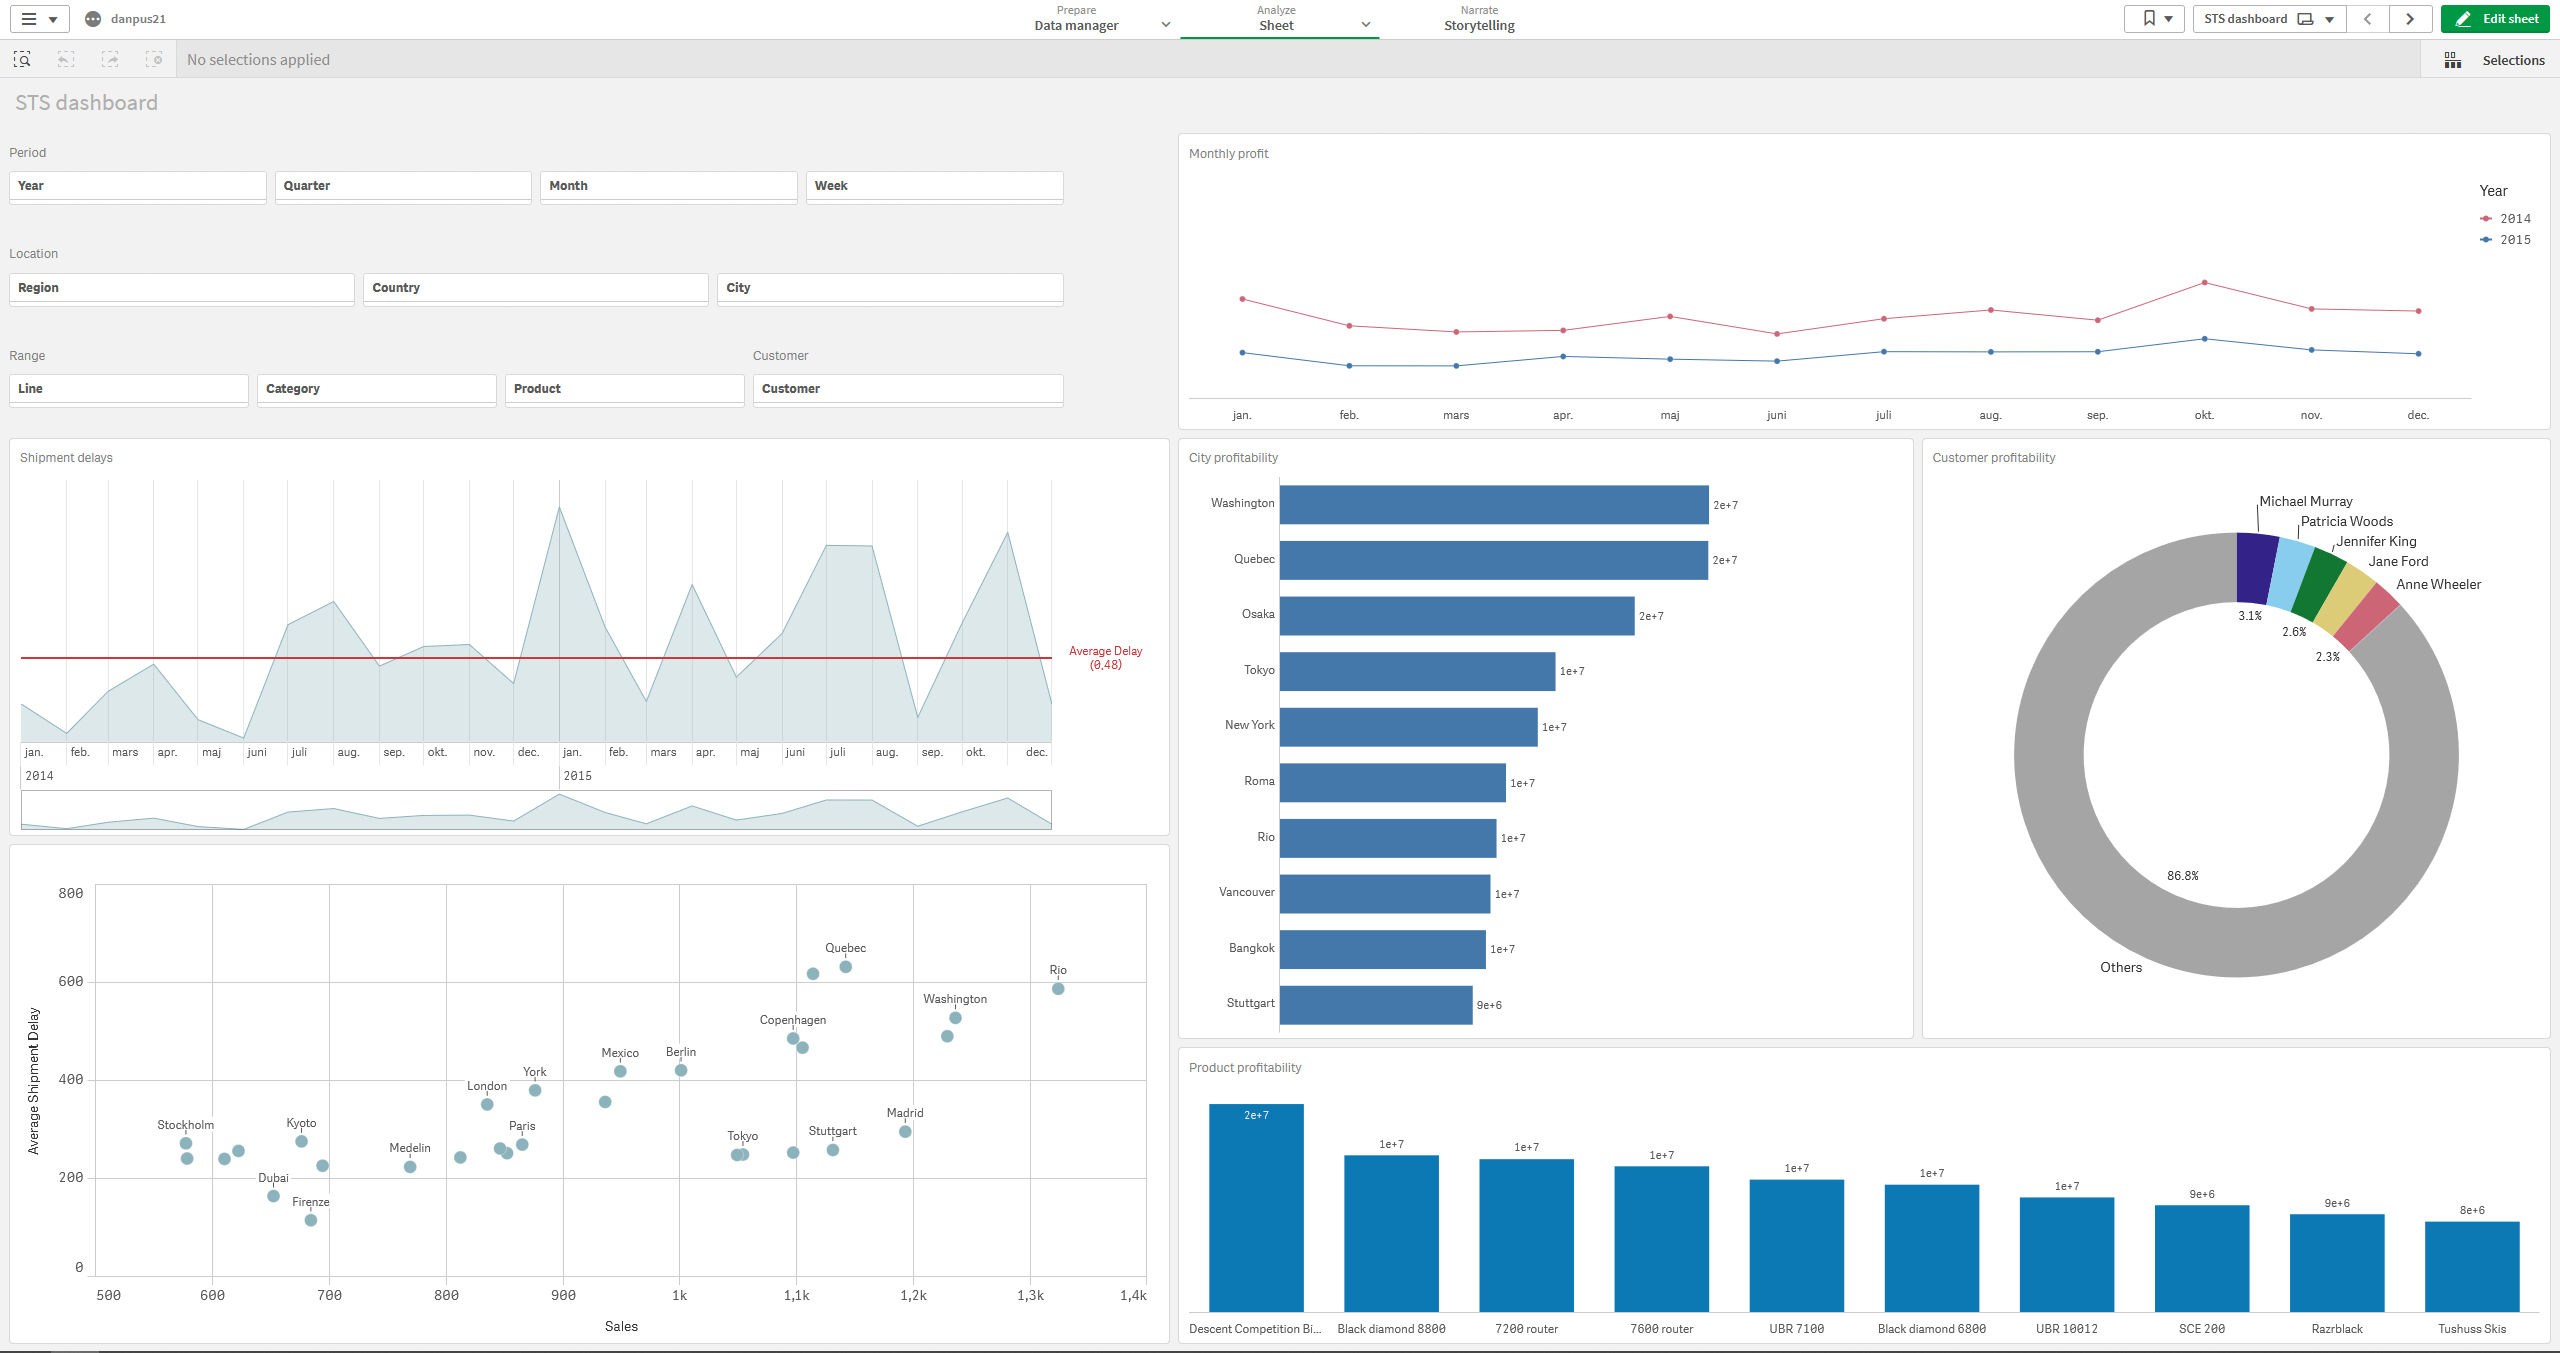 danpus21
Prepare
Data manager
Analyze
Sheet
Narrate
Storytelling
STS dashboard
Edit sheet
No selections applied
Selections
STS dashboard
Period
Year Quarter Month Week
Location
Region Country City
Range Customer
Line Category Product Customer
Monthly profit
Year
2014
2015
jan. feb. mars apr. maj juni juli aug. sep. okt. nov. dec.
Shipment delays
Average Delay
(0,48)
jan. feb. mars apr. maj juni juli aug. sep. okt. nov. dec. jan. feb. mars apr. maj juni juli aug. sep. okt. dec.
2014 2015
City profitability
Washington 2e+7
Quebec 2e+7
Osaka 2e+7
Tokyo 1e+7
New York 1e+7
Roma 1e+7
Rio 1e+7
Vancouver 1e+7
Bangkok 1e+7
Stuttgart 9e+6
Customer profitability
Michael Murray
Patricia Woods
Jennifer King
Jane Ford
Anne Wheeler
3.1%
2.6%
2.3%
86.8%
Others
800
600
400
200
0
Average Shipment Delay
Quebec
Rio
Washington
Copenhagen
Mexico
Berlin
York
London
Madrid
Stockholm
Kyoto
Paris
Stuttgart
Tokyo
Medelin
Dubai
Firenze
500 600 700 800 900 1k 1,1k 1,2k 1,3k 1,4k
Sales
Product profitability
2e+7
1e+7
1e+7
1e+7
1e+7
1e+7
1e+7
9e+6
9e+6
8e+6
Descent Competition Bi... Black diamond 8800 7200 router 7600 router UBR 7100 Black diamond 6800 UBR 10012 SCE 200 Razrblack Tushuss Skis